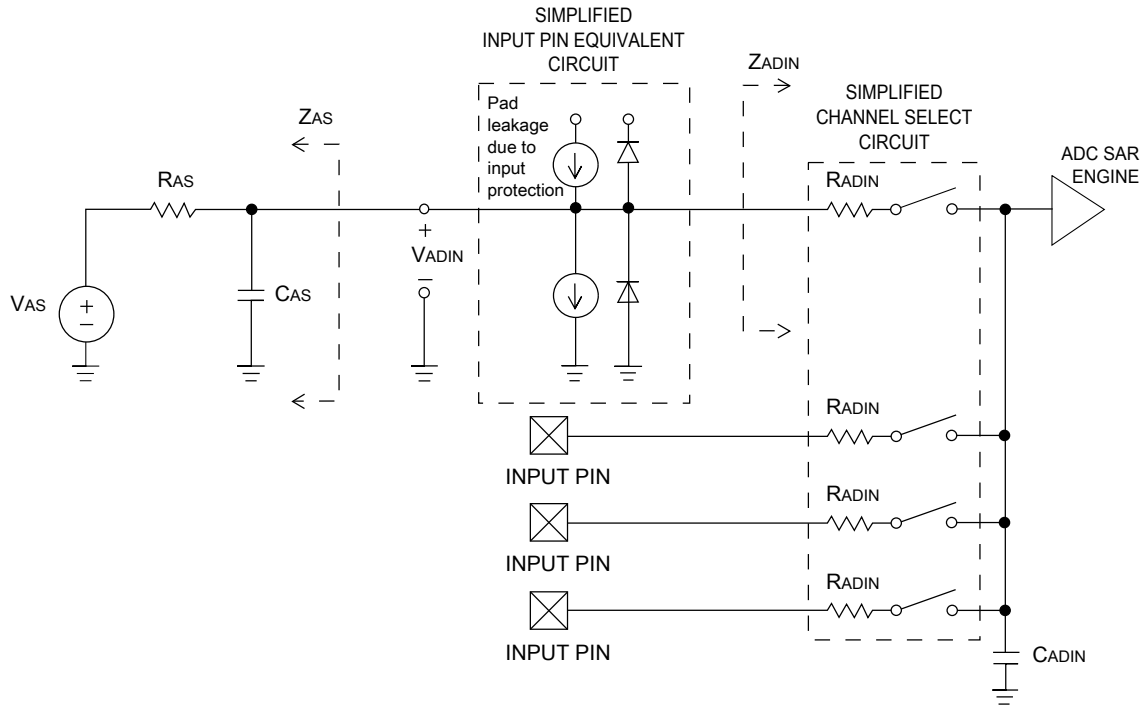 SIMPLIFIED
INPUT PIN EQUIVALENT
CIRCUIT
Pad
leakage
due to
input
protection
ZADIN
SIMPLIFIED
CHANNEL SELECT
CIRCUIT
ADC SAR
ENGINE
ZAS
RAS
RADIN
+
VADIN
–
VAS
+
–
CAS
RADIN
INPUT PIN
RADIN
INPUT PIN
RADIN
INPUT PIN
CADIN